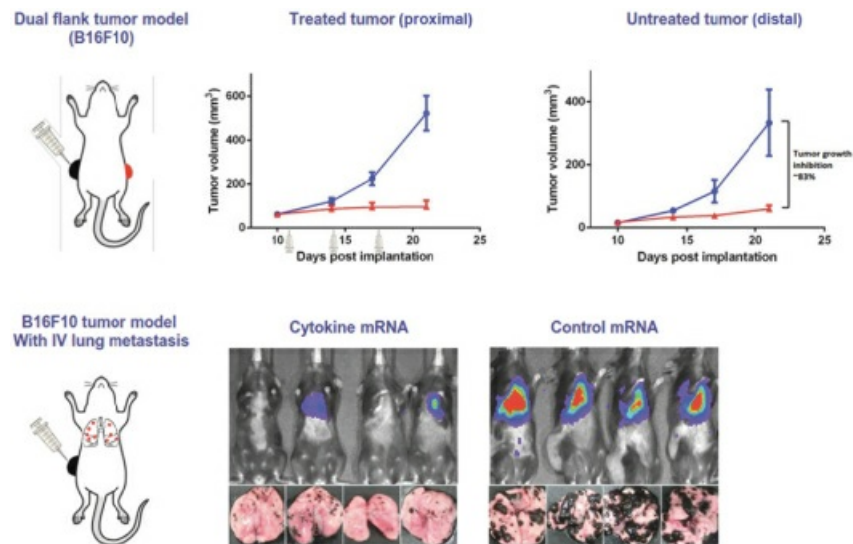 Dual flank tumor model
(B16F10)
Treated tumor (proximal)
Tumor volume (mm3)
600
400
200
0
10
15
20
25
Days post implantation
Untreated tumor (distal)
Tumor volume (mm3)
400
200
0
10
15
20
25
Days post implantation
Tumor growth
inhibition
~83%
B16F10 tumor model
With IV lung metastasis
Cytokine mRNA
Control mRNA